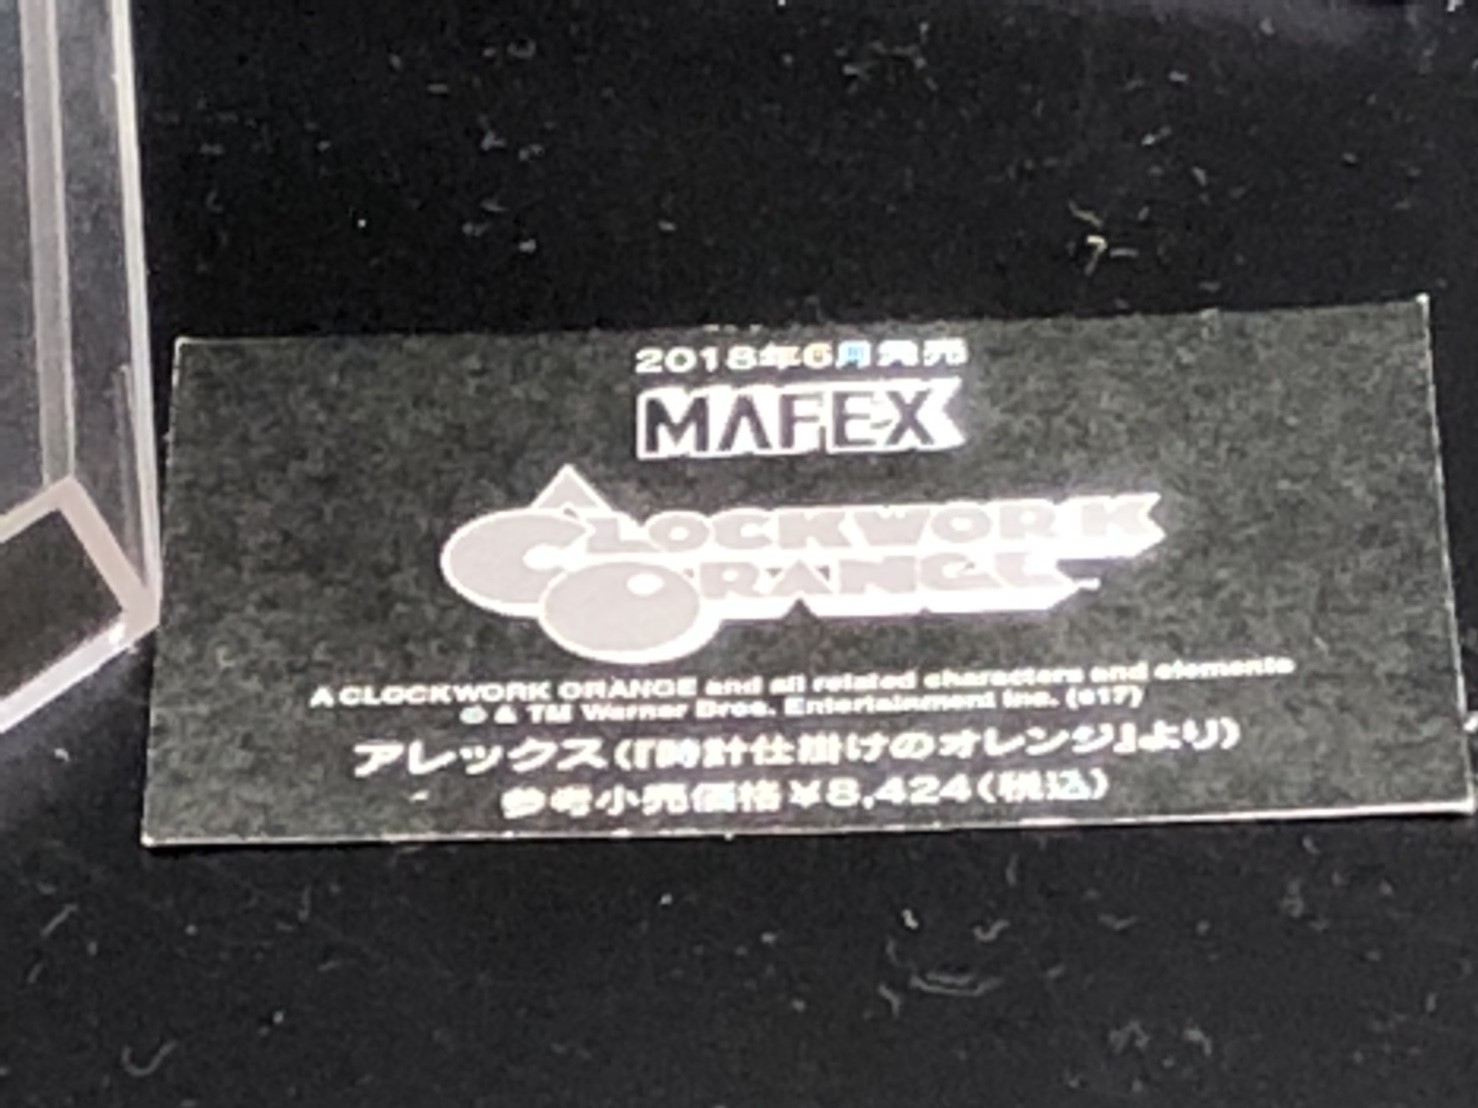 2018年6月発売
MAFEX
A CLOCKWORK
ORANGE
A CLOCKWORK ORANGE and all related characters and elements
© & TM Warner Bros. Entertainment Inc. (s17)
アレックス(『時計仕掛けのオレンジ』より)
参考小売価格¥8,424(税込)